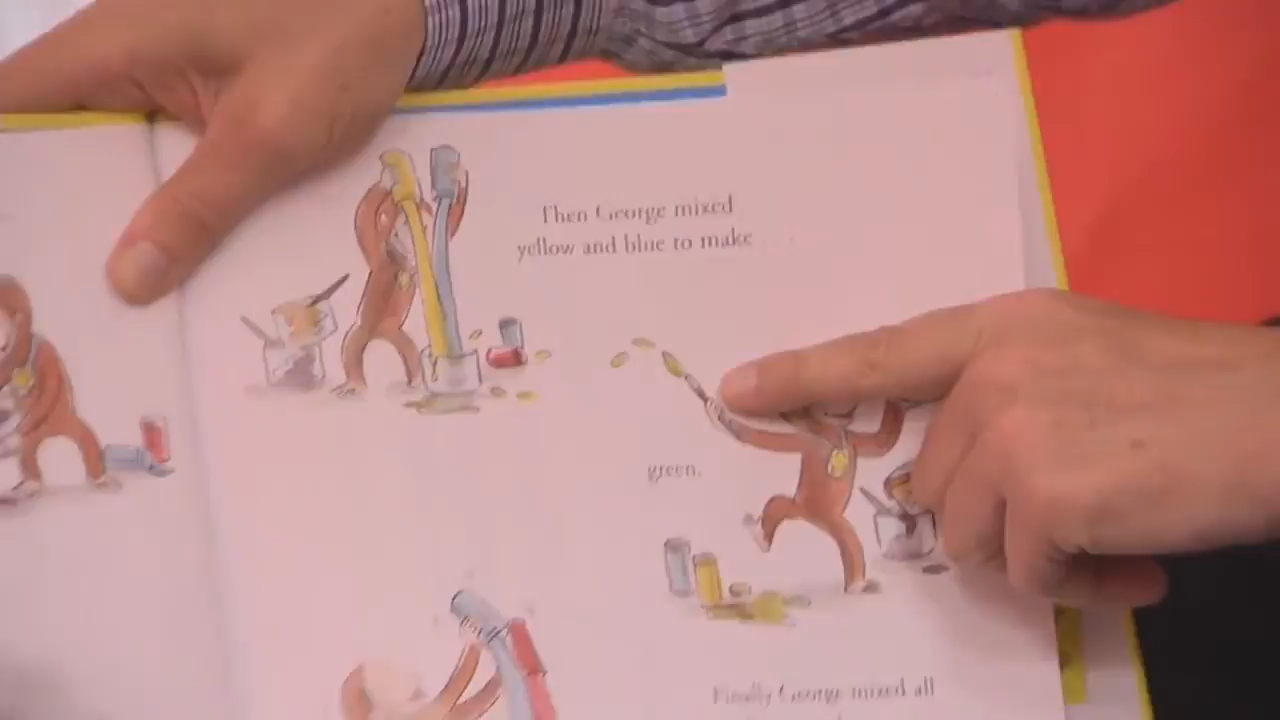 Then George mixed
yellow and blue to make . . .
green.
Finally George mixed all